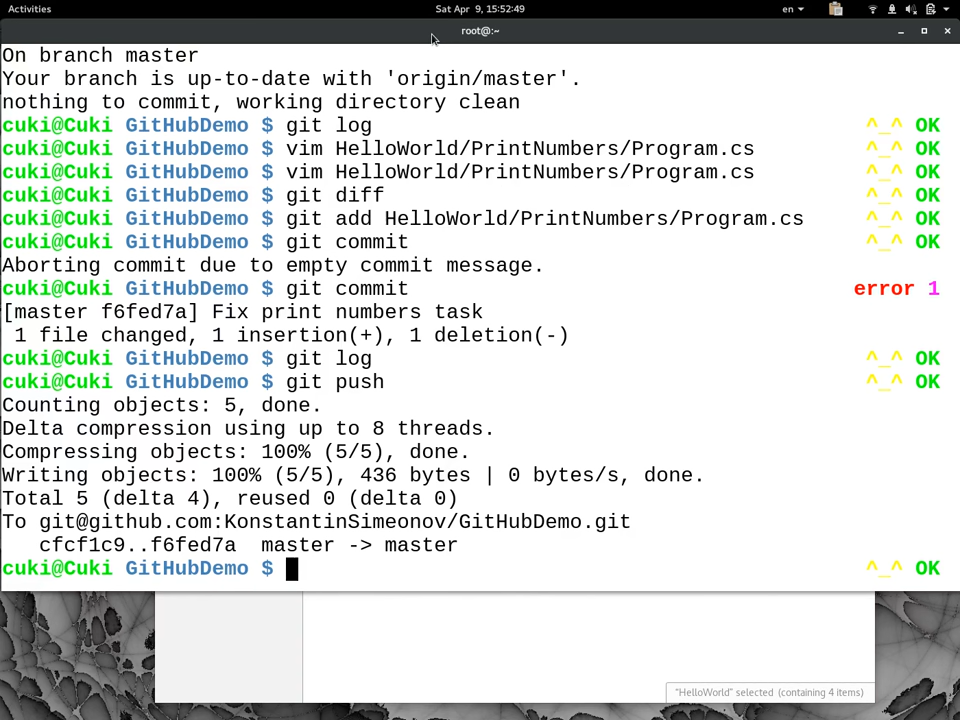 Activities
Sat Apr 9, 15:52:49
en
root@:~
On branch master
Your branch is up-to-date with 'origin/master'.
nothing to commit, working directory clean
cuki@Cuki GitHubDemo $ git log ^_^ OK
cuki@Cuki GitHubDemo $ vim HelloWorld/PrintNumbers/Program.cs ^_^ OK
cuki@Cuki GitHubDemo $ vim HelloWorld/PrintNumbers/Program.cs ^_^ OK
cuki@Cuki GitHubDemo $ git diff ^_^ OK
cuki@Cuki GitHubDemo $ git add HelloWorld/PrintNumbers/Program.cs ^_^ OK
cuki@Cuki GitHubDemo $ git commit ^_^ OK
Aborting commit due to empty commit message.
cuki@Cuki GitHubDemo $ git commit error 1
[master f6fed7a] Fix print numbers task
 1 file changed, 1 insertion(+), 1 deletion(-)
cuki@Cuki GitHubDemo $ git log ^_^ OK
cuki@Cuki GitHubDemo $ git push ^_^ OK
Counting objects: 5, done.
Delta compression using up to 8 threads.
Compressing objects: 100% (5/5), done.
Writing objects: 100% (5/5), 436 bytes | 0 bytes/s, done.
Total 5 (delta 4), reused 0 (delta 0)
To git@github.com:KonstantinSimeonov/GitHubDemo.git
   cfcf1c9..f6fed7a  master -> master
cuki@Cuki GitHubDemo $ ^_^ OK
"HelloWorld" selected (containing 4 items)